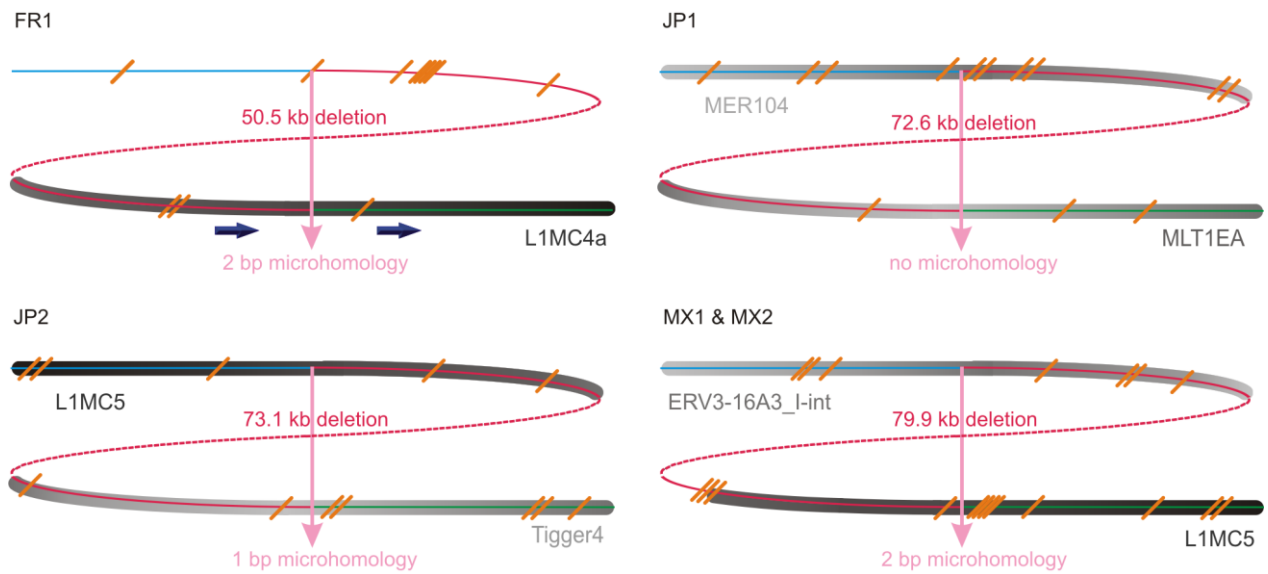 FR1
50.5 kb deletion
L1MC4a
2 bp microhomology
JP1
MER104
72.6 kb deletion
MLT1EA
no microhomology
JP2
L1MC5
73.1 kb deletion
Tigger4
1 bp microhomology
MX1 & MX2
ERV3-16A3_I-int
79.9 kb deletion
L1MC5
2 bp microhomology